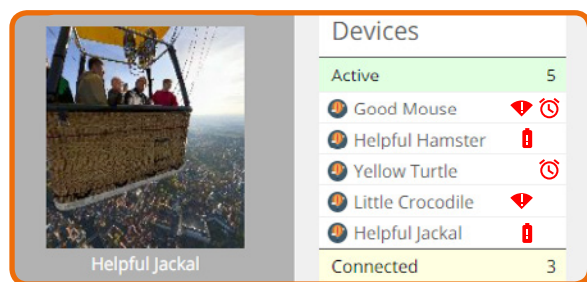 Helpful Jackal
Devices
Active 5
Good Mouse
Helpful Hamster
Yellow Turtle
Little Crocodile
Helpful Jackal
Connected 3